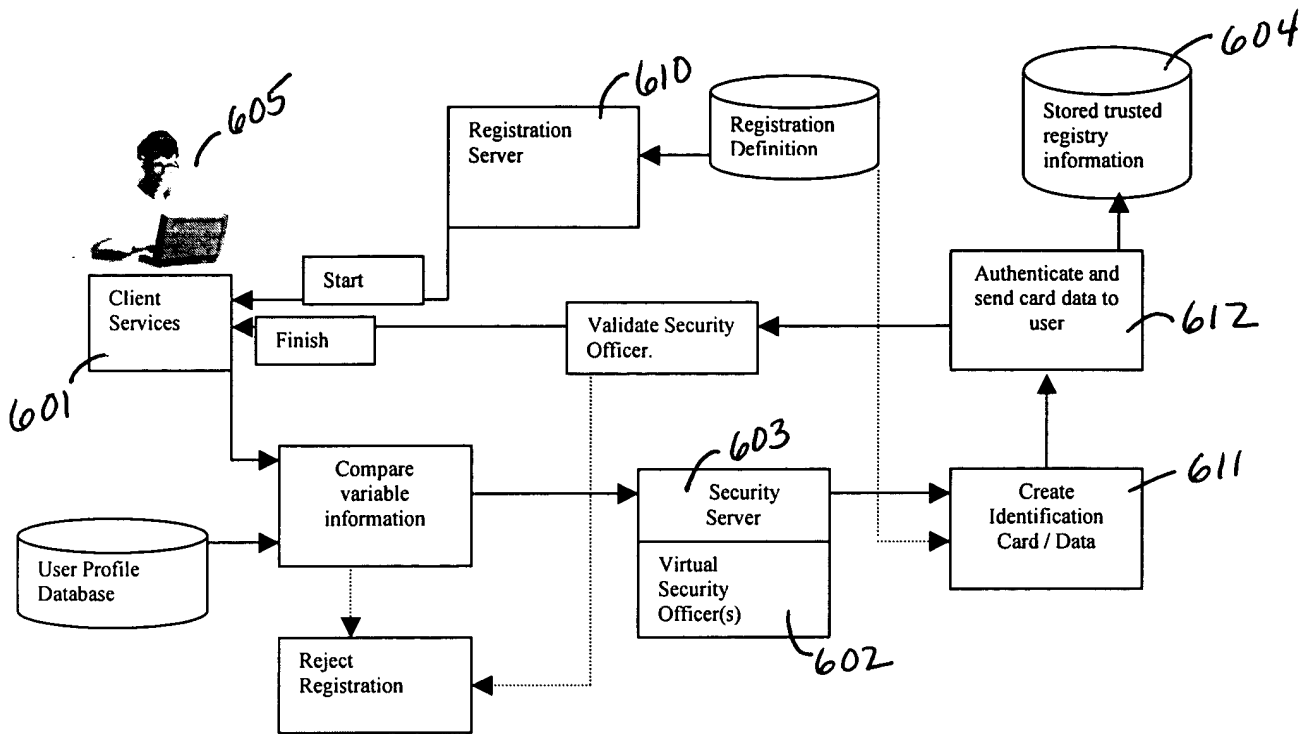 604
610
605
Registration
Server
Registration
Definition
Stored trusted
registry
information
Start
Client
Services
Finish
Validate Security
Officer.
Authenticate and
send card data to
user
612
601
Compare
variable
information
603
Security
Server
611
Create
Identification
Card / Data
User Profile
Database
Virtual
Security
Officer(s)
602
Reject
Registration